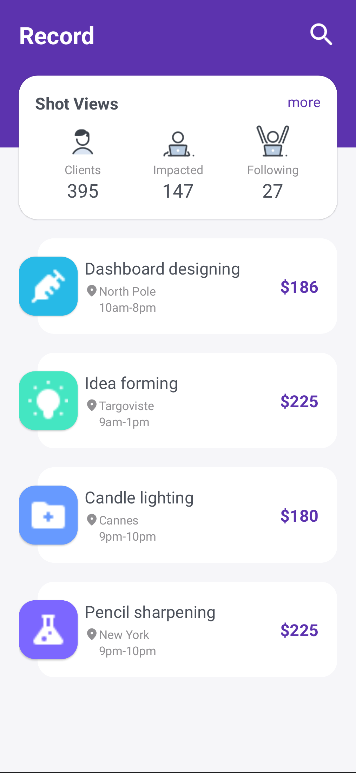 Record
Shot Views
more
Clients
Impacted
Following
395
147
27
Dashboard designing
North Pole
10am-8pm
$186
Idea forming
Targoviste
9am-1pm
$225
Candle lighting
Cannes
9pm-10pm
$180
Pencil sharpening
New York
9pm-10pm
$225